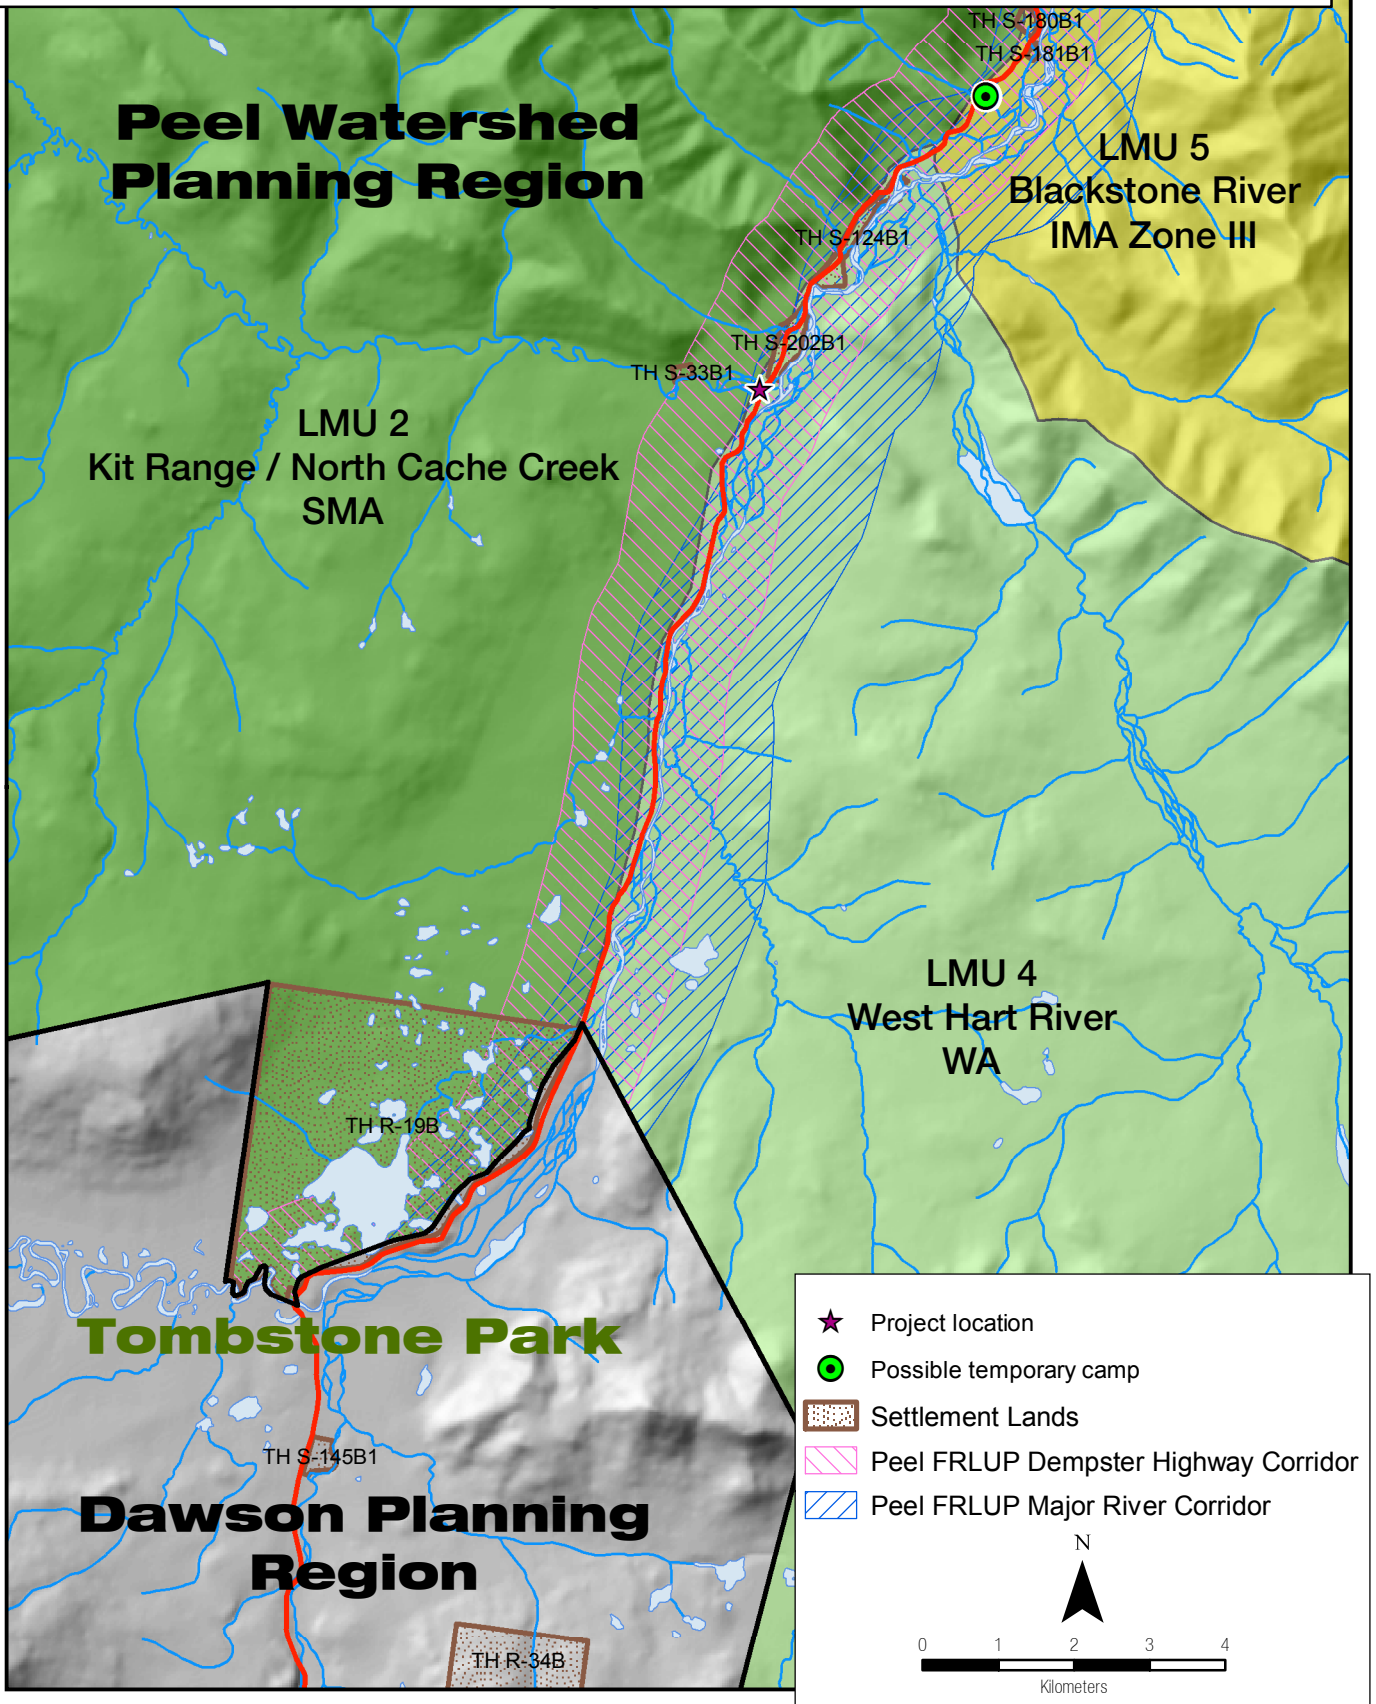 TH S-180B1
TH S-181B1
Peel Watershed
Planning Region
LMU 5
Blackstone River
IMA Zone III
TH S-124B1
TH S-202B1
TH S-33B1
LMU 2
Kit Range / North Cache Creek
SMA
LMU 4
West Hart River
WA
TH R-19B
Tombstone Park
TH S-145B1
Dawson Planning
Region
TH R-34B
Project location
Possible temporary camp
Settlement Lands
Peel FRLUP Dempster Highway Corridor
Peel FRLUP Major River Corridor
N
0 1 2 3 4
Kilometers